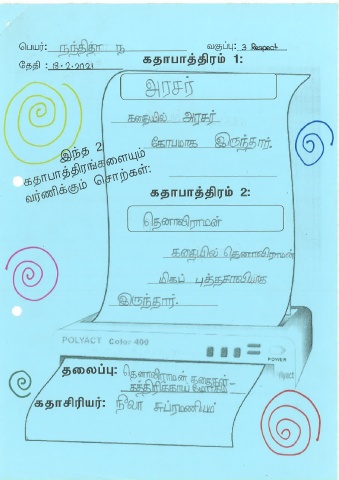 பெயர்: நந்திதா ந வகுப்பு: 3 Respect
தேதி : 18-2-2021
கதாபாத்திரம் 1:
அரசர்
கதையில் அரசர்
கோபமாக இருந்தார்.
இந்த 2
கதாபாத்திரங்களையும்
வர்ணிக்கும் சொற்கள்:
கதாபாத்திரம் 2:
தெனாலிராமன்
கதையில் தெனாலிராமன்
மிகப் புத்தசாலியாக
இருந்தார்.
POLYACT Color 400
POWER
தலைப்பு: தெனாலிராமன் கதைகள் -
கத்திரிக்காய்
கதாசிரியர்: நிலா சுப்ரமணியம்